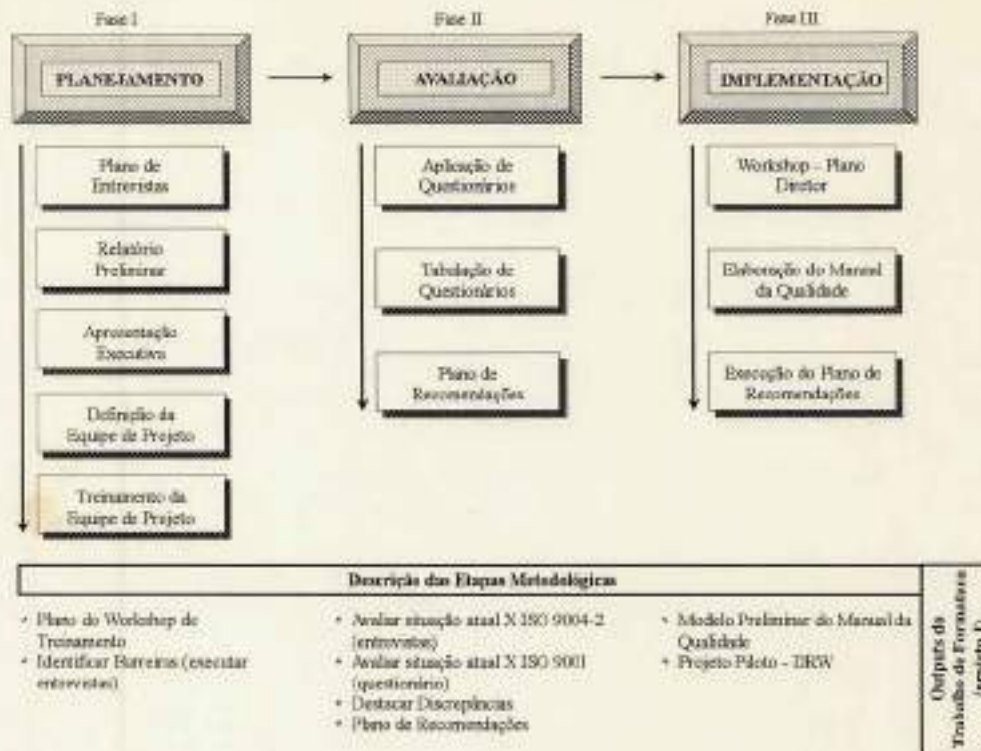 Fase I
PLANEJAMENTO
Plano de
Entrevistas
Relatório
Preliminar
Apresentação
Executiva
Definição da
Equipe de Projeto
Treinamento da
Equipe de Projeto
Fase II
AVALIAÇÃO
Aplicação de
Questionários
Tabulação de
Questionários
Plano de
Recomendações
Fase III
IMPLEMENTAÇÃO
Workshop - Plano
Diretor
Elaboração do Manual
da Qualidade
Execução do Plano de
Recomendações
Descrição das Etapas Metodológicas
• Plano do Workshop de
Treinamento
• Identificar Barreiras (executar
entrevistas)
• Avaliar situação atual X ISO 9004-2
(entrevistas)
• Avaliar situação atual X ISO 9001
(questionário)
• Destacar Discrepâncias
• Plano de Recomendações
• Modelo Preliminar do Manual da
Qualidade
• Projeto Piloto -
Outputs do
Trabalho de Formatura